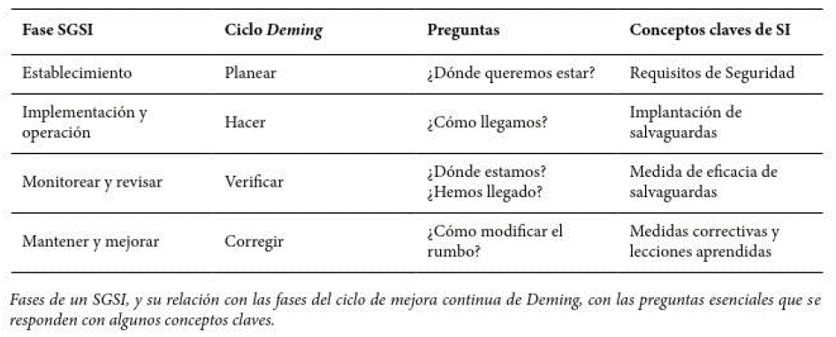 Fase SGSI Ciclo Deming Preguntas Conceptos claves de SI
Establecimiento Planear ¿Dónde queremos estar? Requisitos de Seguridad
Implementación y
operación Hacer ¿Cómo llegamos? Implantación de
salvaguardas
Monitorear y revisar Verificar ¿Dónde estamos?
¿Hemos llegado? Medida de eficacia de
salvaguardas
Mantener y mejorar Corregir ¿Cómo modificar el
rumbo? Medidas correctivas y
lecciones aprendidas
Fases de un SGSI, y su relación con las fases del ciclo de mejora continua de Deming, con las preguntas esenciales que se
responden con algunos conceptos claves.